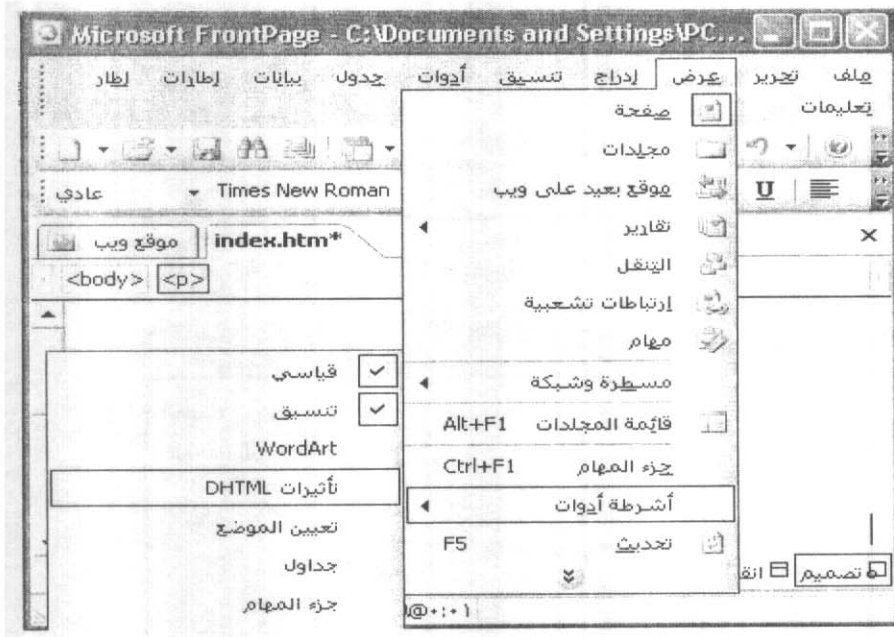 Microsoft FrontPage - C:\Documents and Settings\PC...
ملف تحرير عرض إدراج تنسيق أدوات جدول بيانات إطارات إطار
تعليمات
عادي Times New Roman U
موقع ويب index.htm*
<body> <p>
صفحة
مجلدات
موقع بعيد على ويب
تقارير
التنقل
إرتباطات تشعبية
مهام
مسطرة وشبكة
قائمة المجلدات Alt+F1
جزء المهام Ctrl+F1
أشرطة أدوات
تحديث F5
قياسي
تنسيق
WordArt
تأثيرات DHTML
تعيين الموضع
جداول
جزء المهام
تصميم